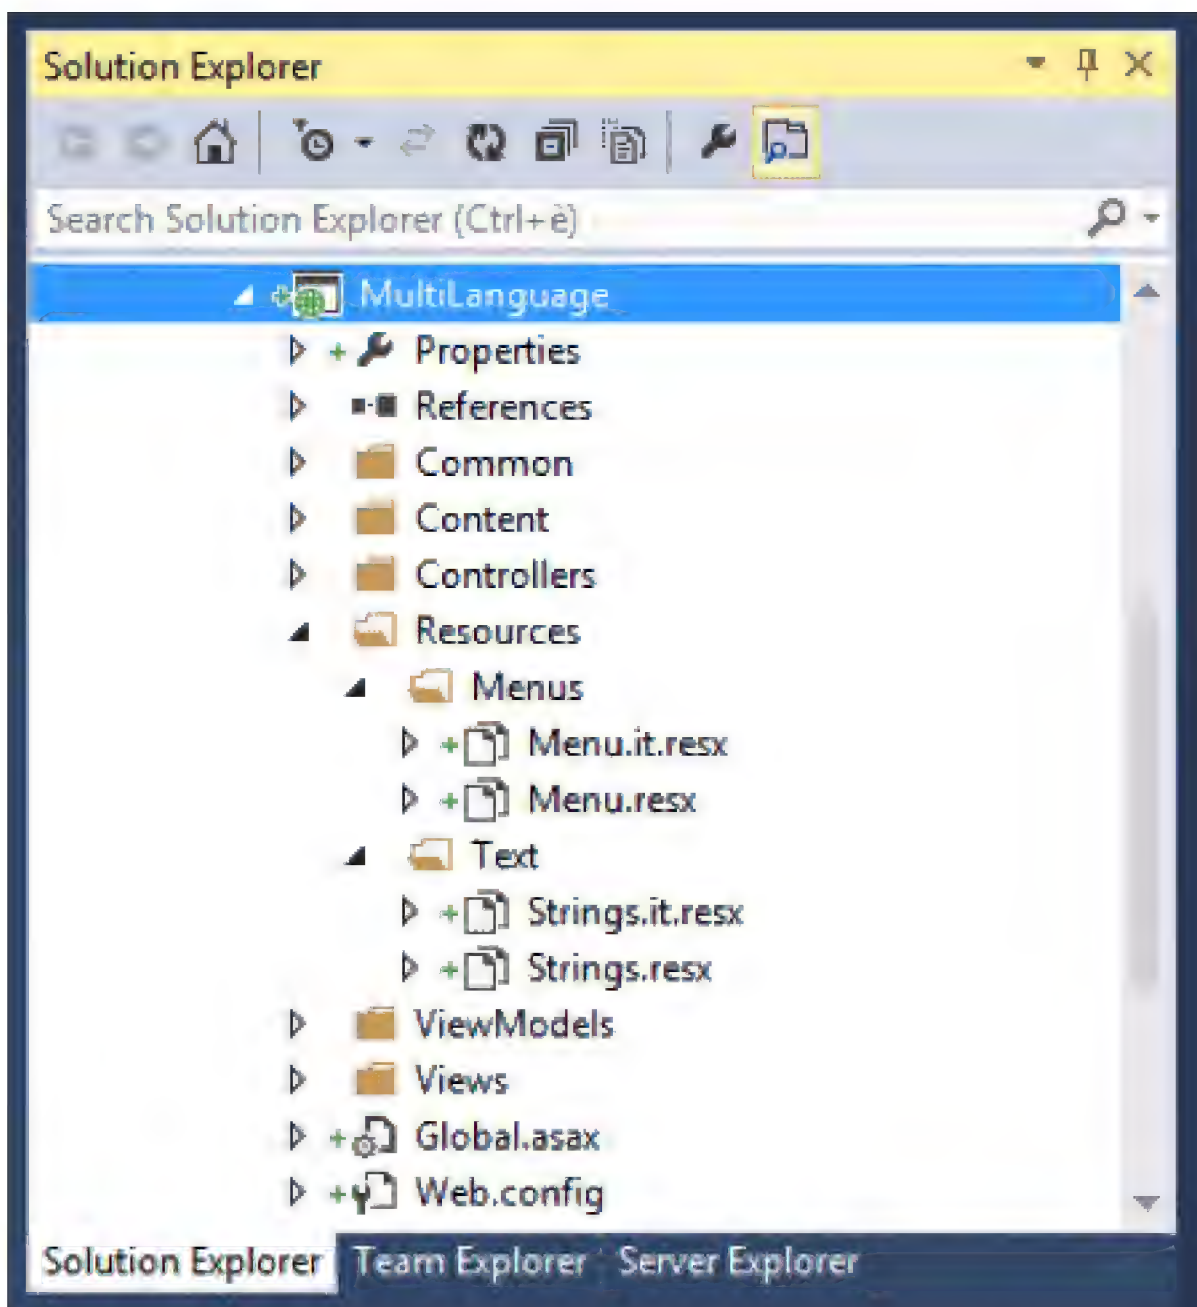 Solution Explorer
Search Solution Explorer (Ctrl+è)
MultiLanguage
Properties
References
Common
Content
Controllers
Resources
Menus
Menu.it.resx
Menu.resx
Text
Strings.it.resx
Strings.resx
ViewModels
Views
Global.asax
Web.config
Solution Explorer Team Explorer Server Explorer